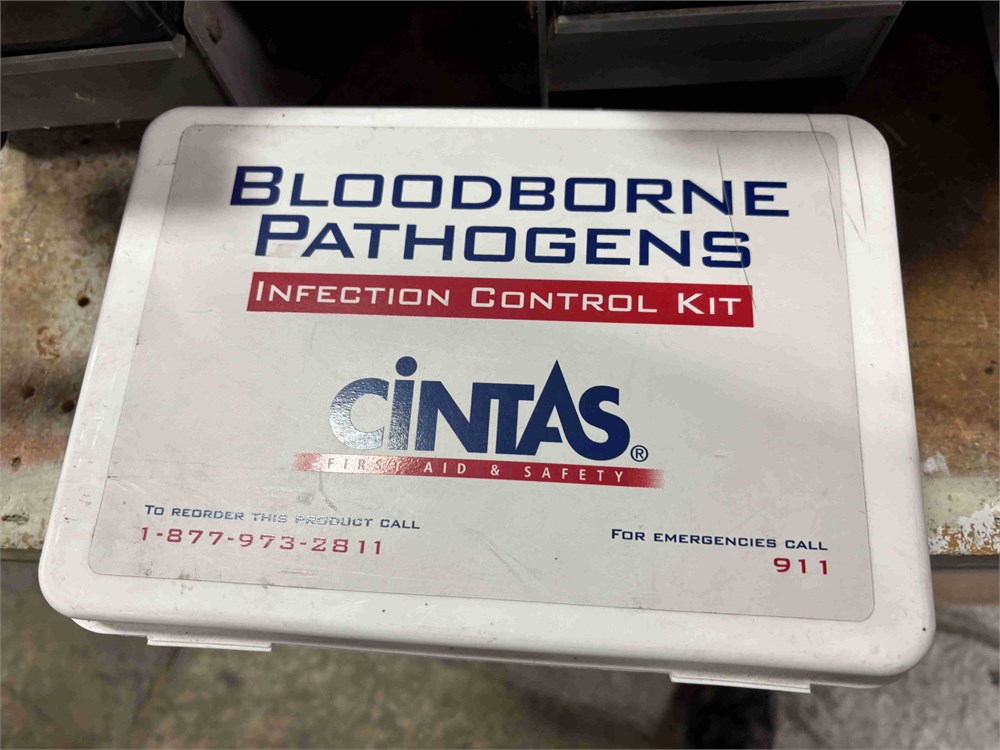 BLOODBORNE
PATHOGENS
INFECTION CONTROL KIT
CiNTAS®
FIRST AID & SAFETY
TO REORDER THIS PRODUCT CALL
1-877-973-2811
FOR EMERGENCIES CALL
911